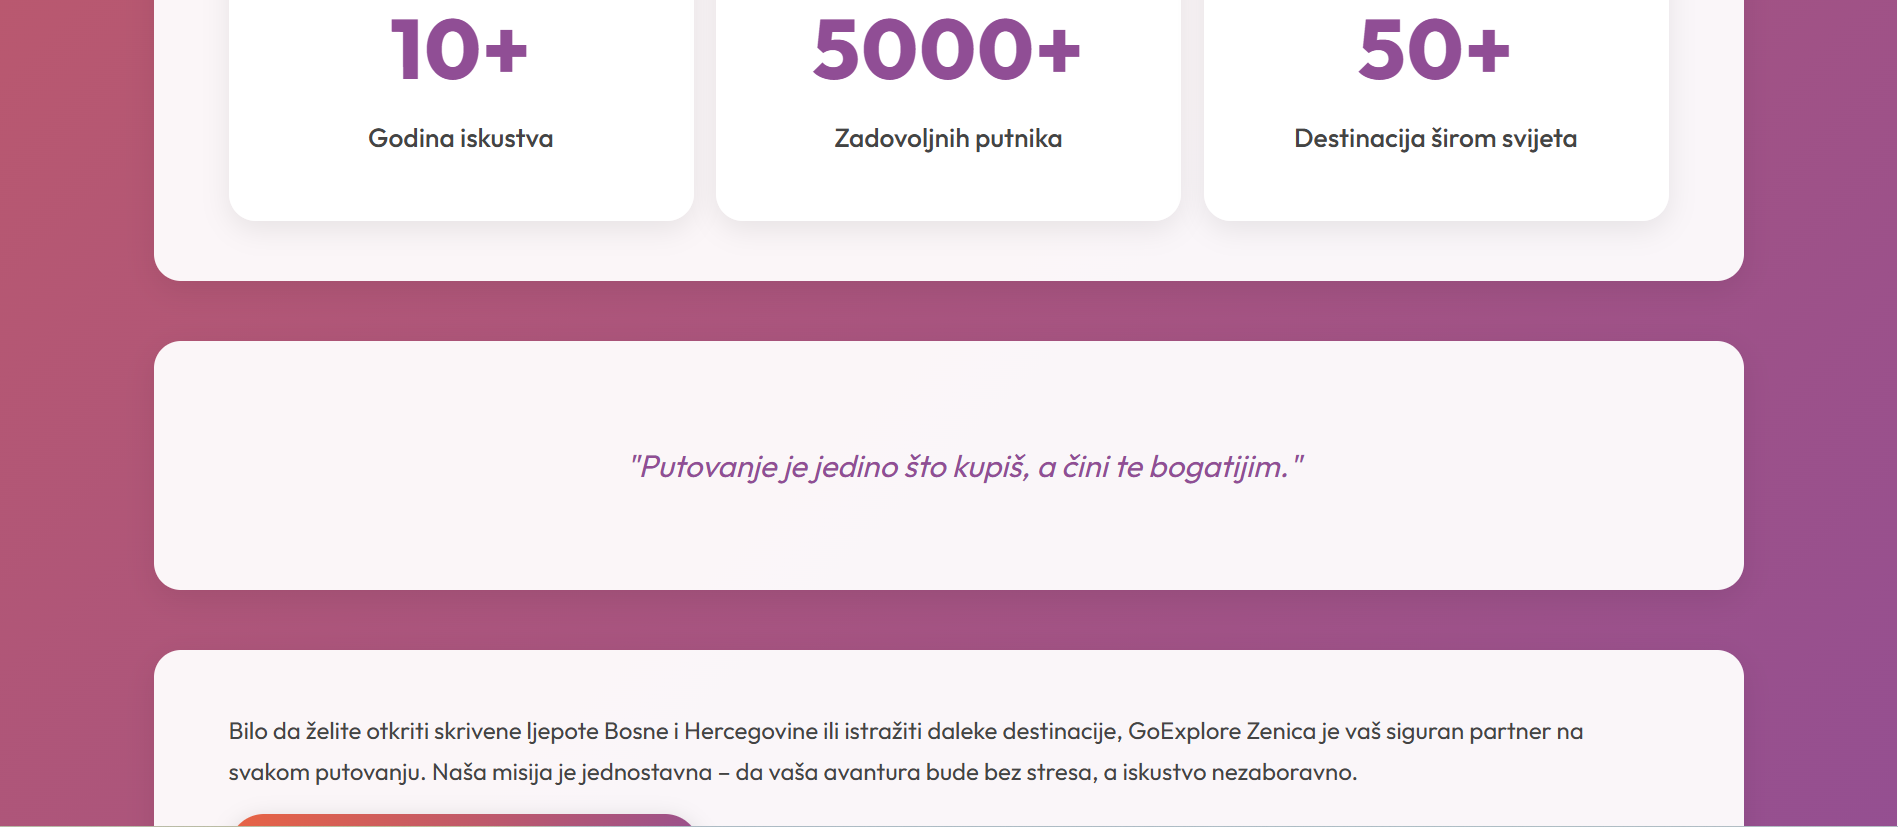 10+
5000+
50+
Godina iskustva
Zadovoljnih putnika
Destinacija širom svijeta
"Putovanje je jedino što kupiš, a čini te bogatijim."
Bilo da želite otkriti skrivene ljepote Bosne i Hercegovine ili istražiti daleke destinacije, GoExplore Zenica je vaš siguran partner na
svakom putovanju. Naša misija je jednostavna – da vaša avantura bude bez stresa, a iskustvo nezaboravno.